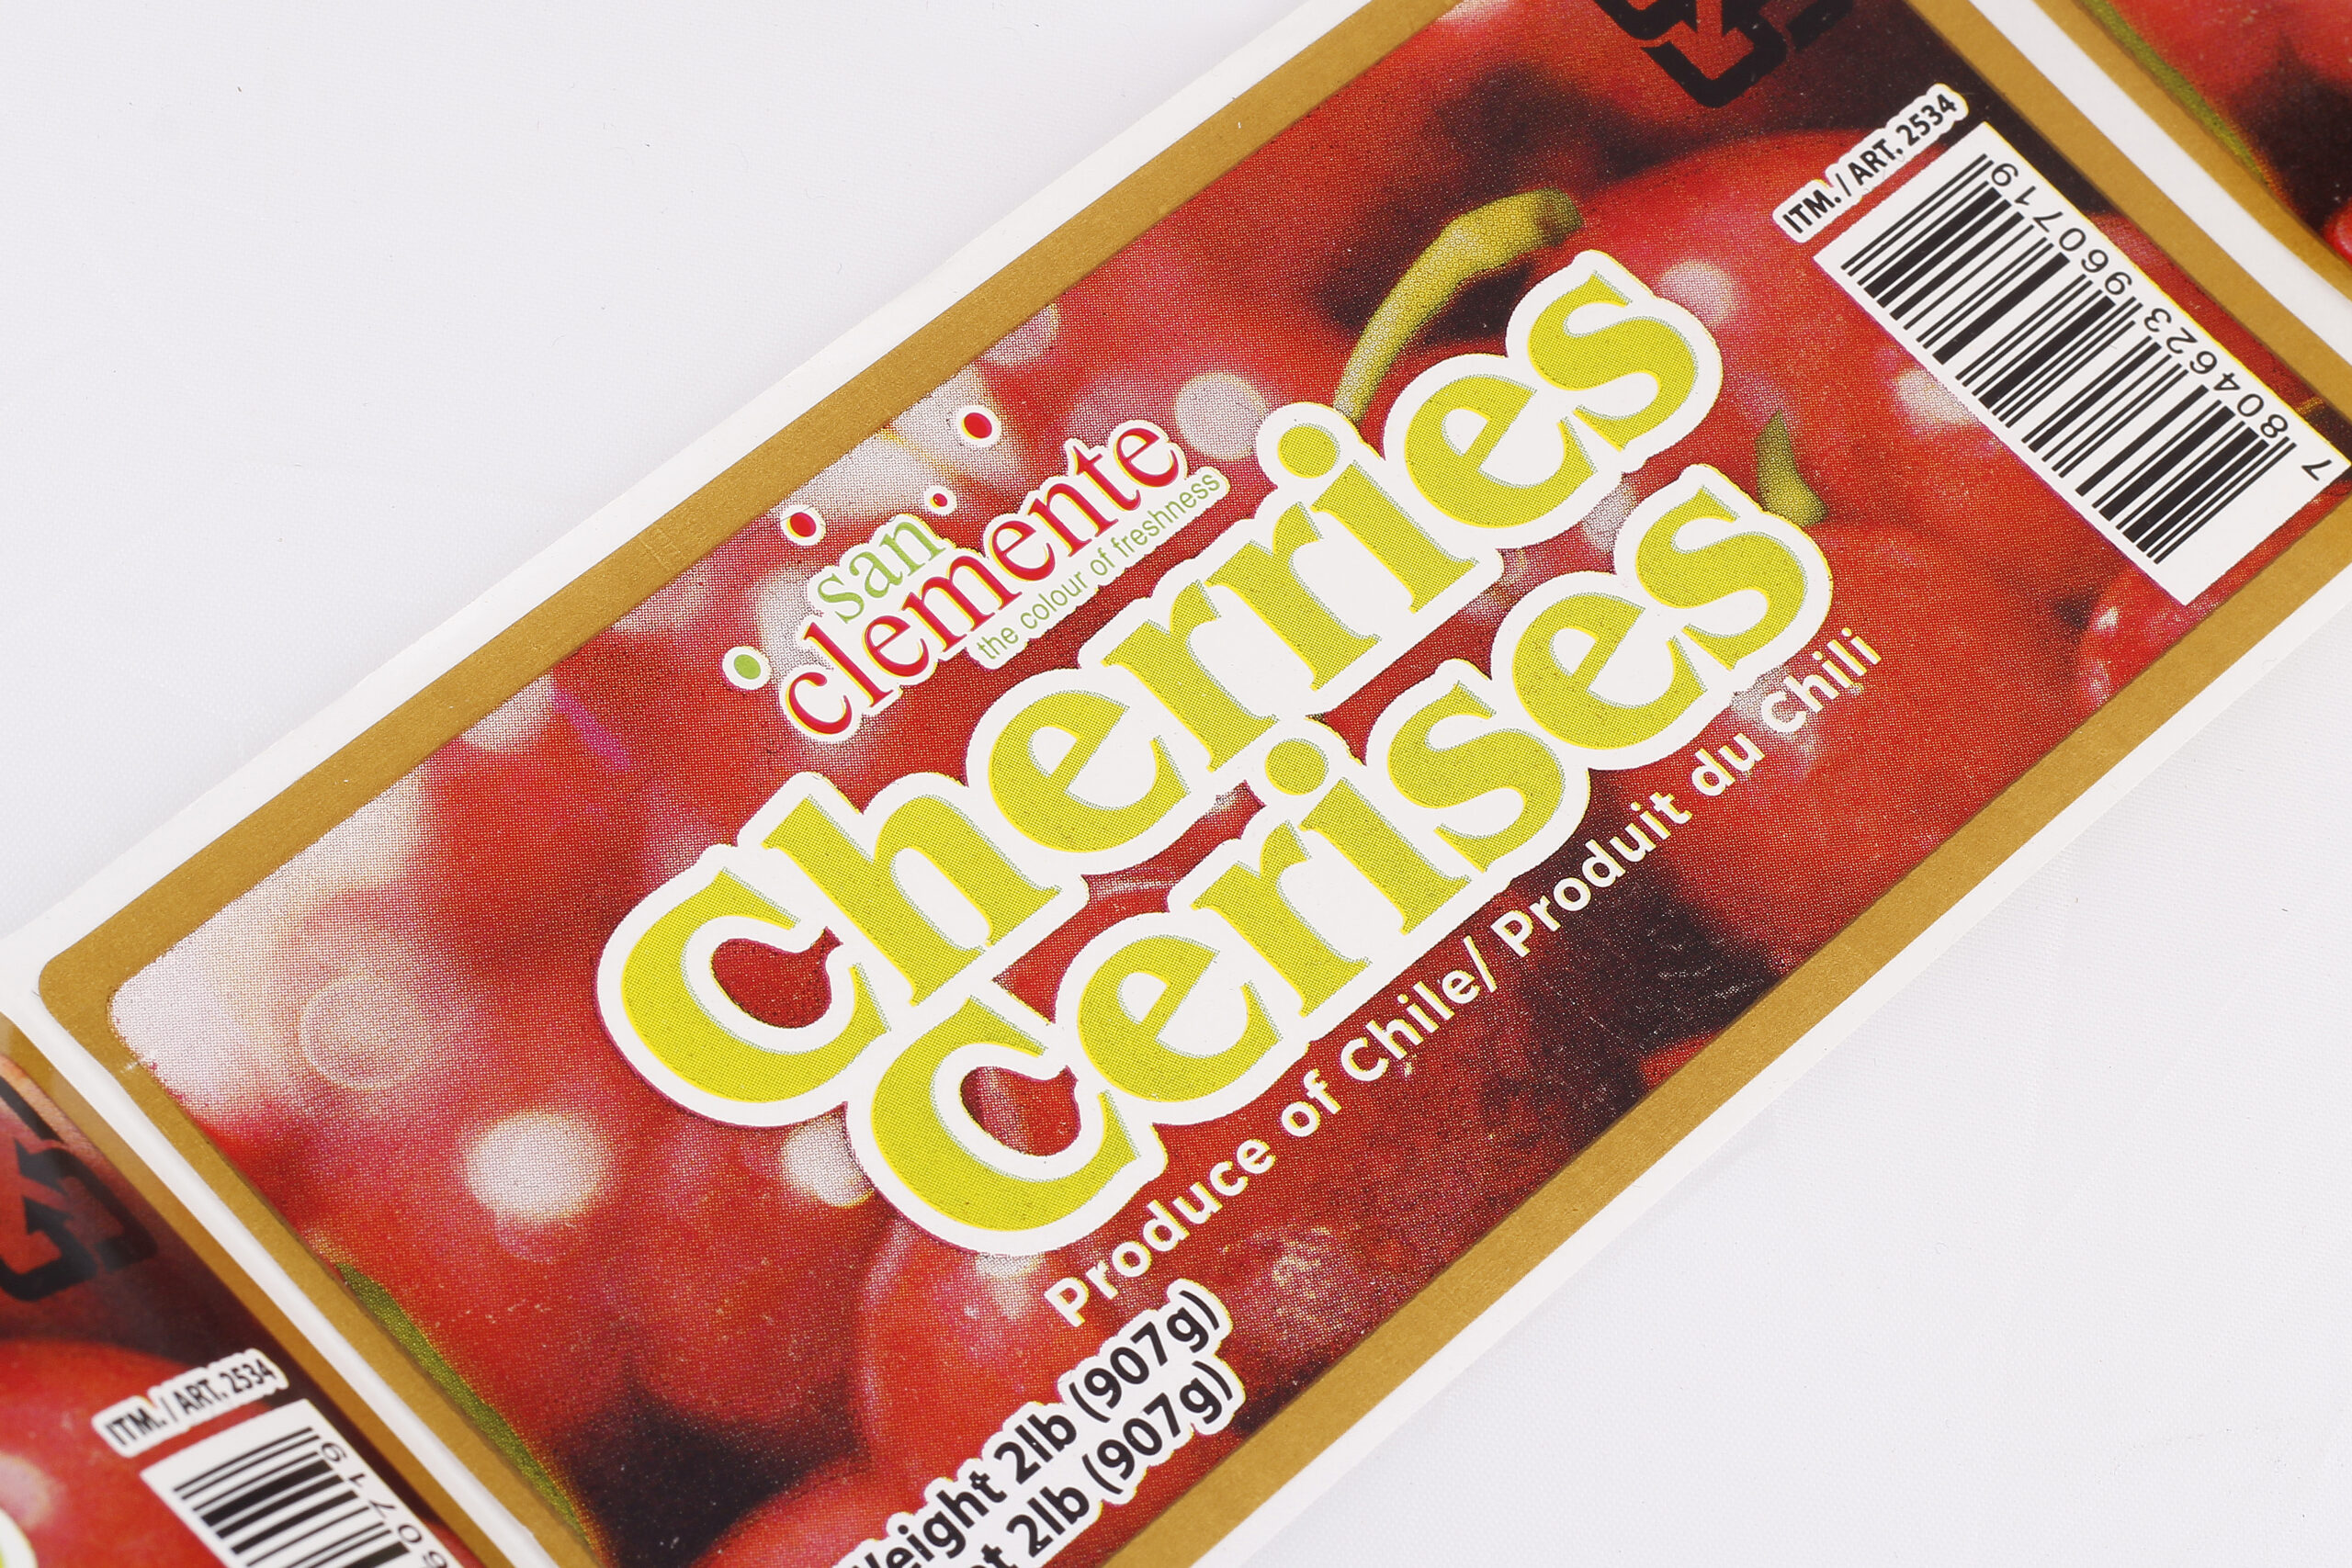 ITM. / ART. 2534
7 804623 960719
san
clemente
the colour of freshness
Cherries
Cerises
Produce of Chile/ Produit du Chili
2lb (907g)
2lb (907g)
ITM. / ART. 2534